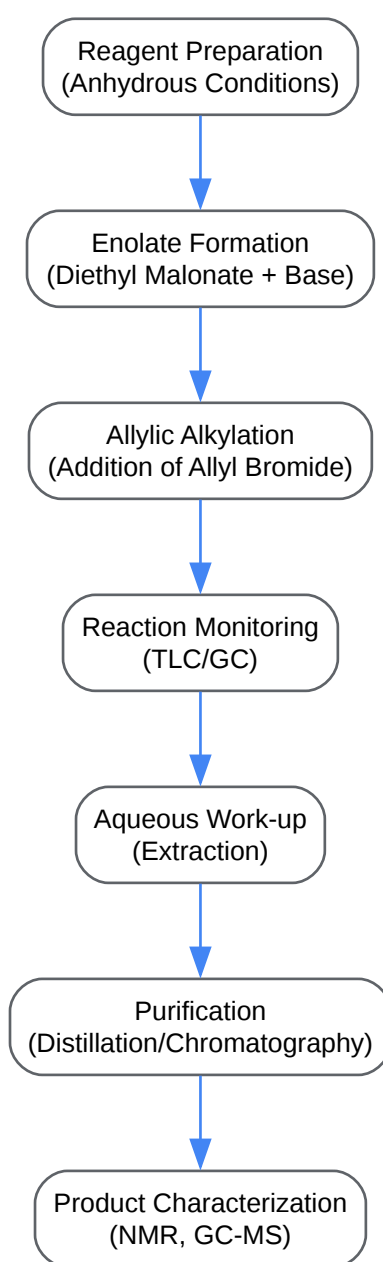 Reagent Preparation
(Anhydrous Conditions)
Enolate Formation
(Diethyl Malonate + Base)
Allylic Alkylation
(Addition of Allyl Bromide)
Reaction Monitoring
(TLC/GC)
Aqueous Work-up
(Extraction)
Purification
(Distillation/Chromatography)
Product Characterization
(NMR, GC-MS)